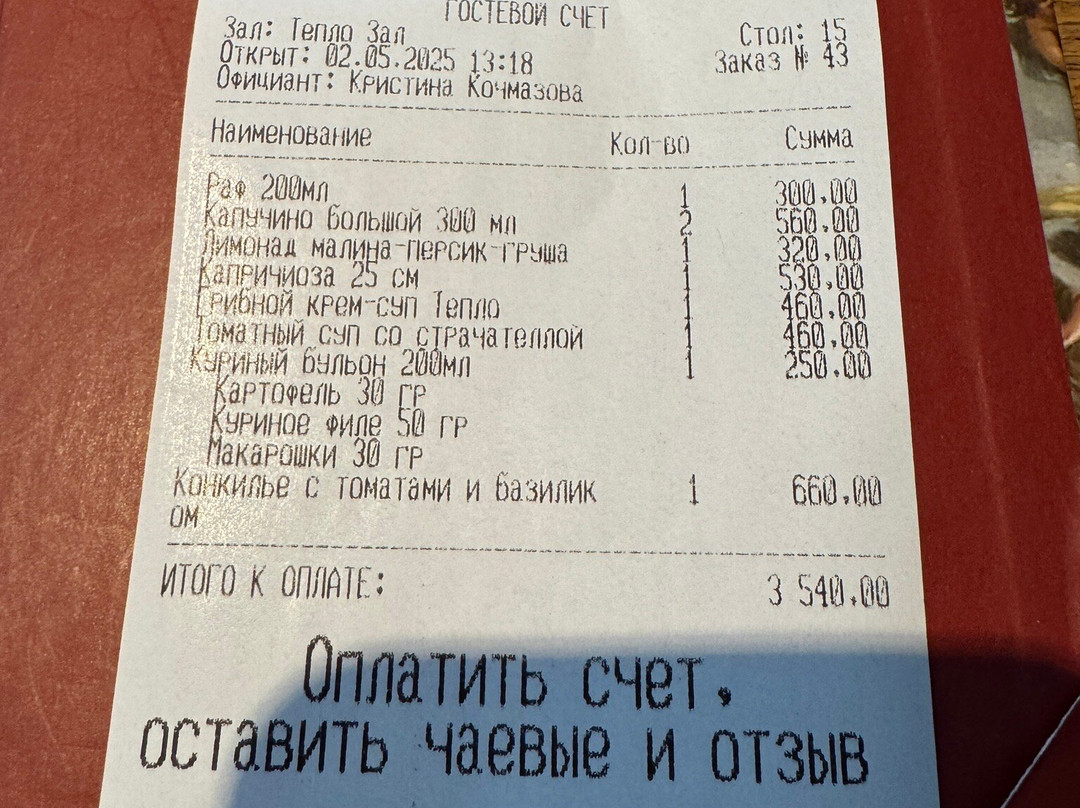 ГОСТЕВОЙ СЧЕТ
Зал: Тепло Зал Стол: 15
Открыт: 02.05.2025 13:18 Заказ № 43
Официант: Кристина Кочмазова
Наименование Кол-во Сумма
Раф 200мл 1 300.00
Капучино большой 300 мл 2 560.00
Лимонад малина-персик-груша 1 320.00
Капричиоза 25 см 1 530.00
Грибной крем-суп Тепло 1 460.00
Томатный суп со страчателлой 1 460.00
Куриный бульон 200мл 1 250.00
Картофель 30 гр
Куриное филе 50 гр
Макарошки 30 гр
Конкилье с томатами и базилик 1 660.00
ом
ИТОГО К ОПЛАТЕ: 3 540.00
Оплатить счет,
оставить чаевые и отзыв